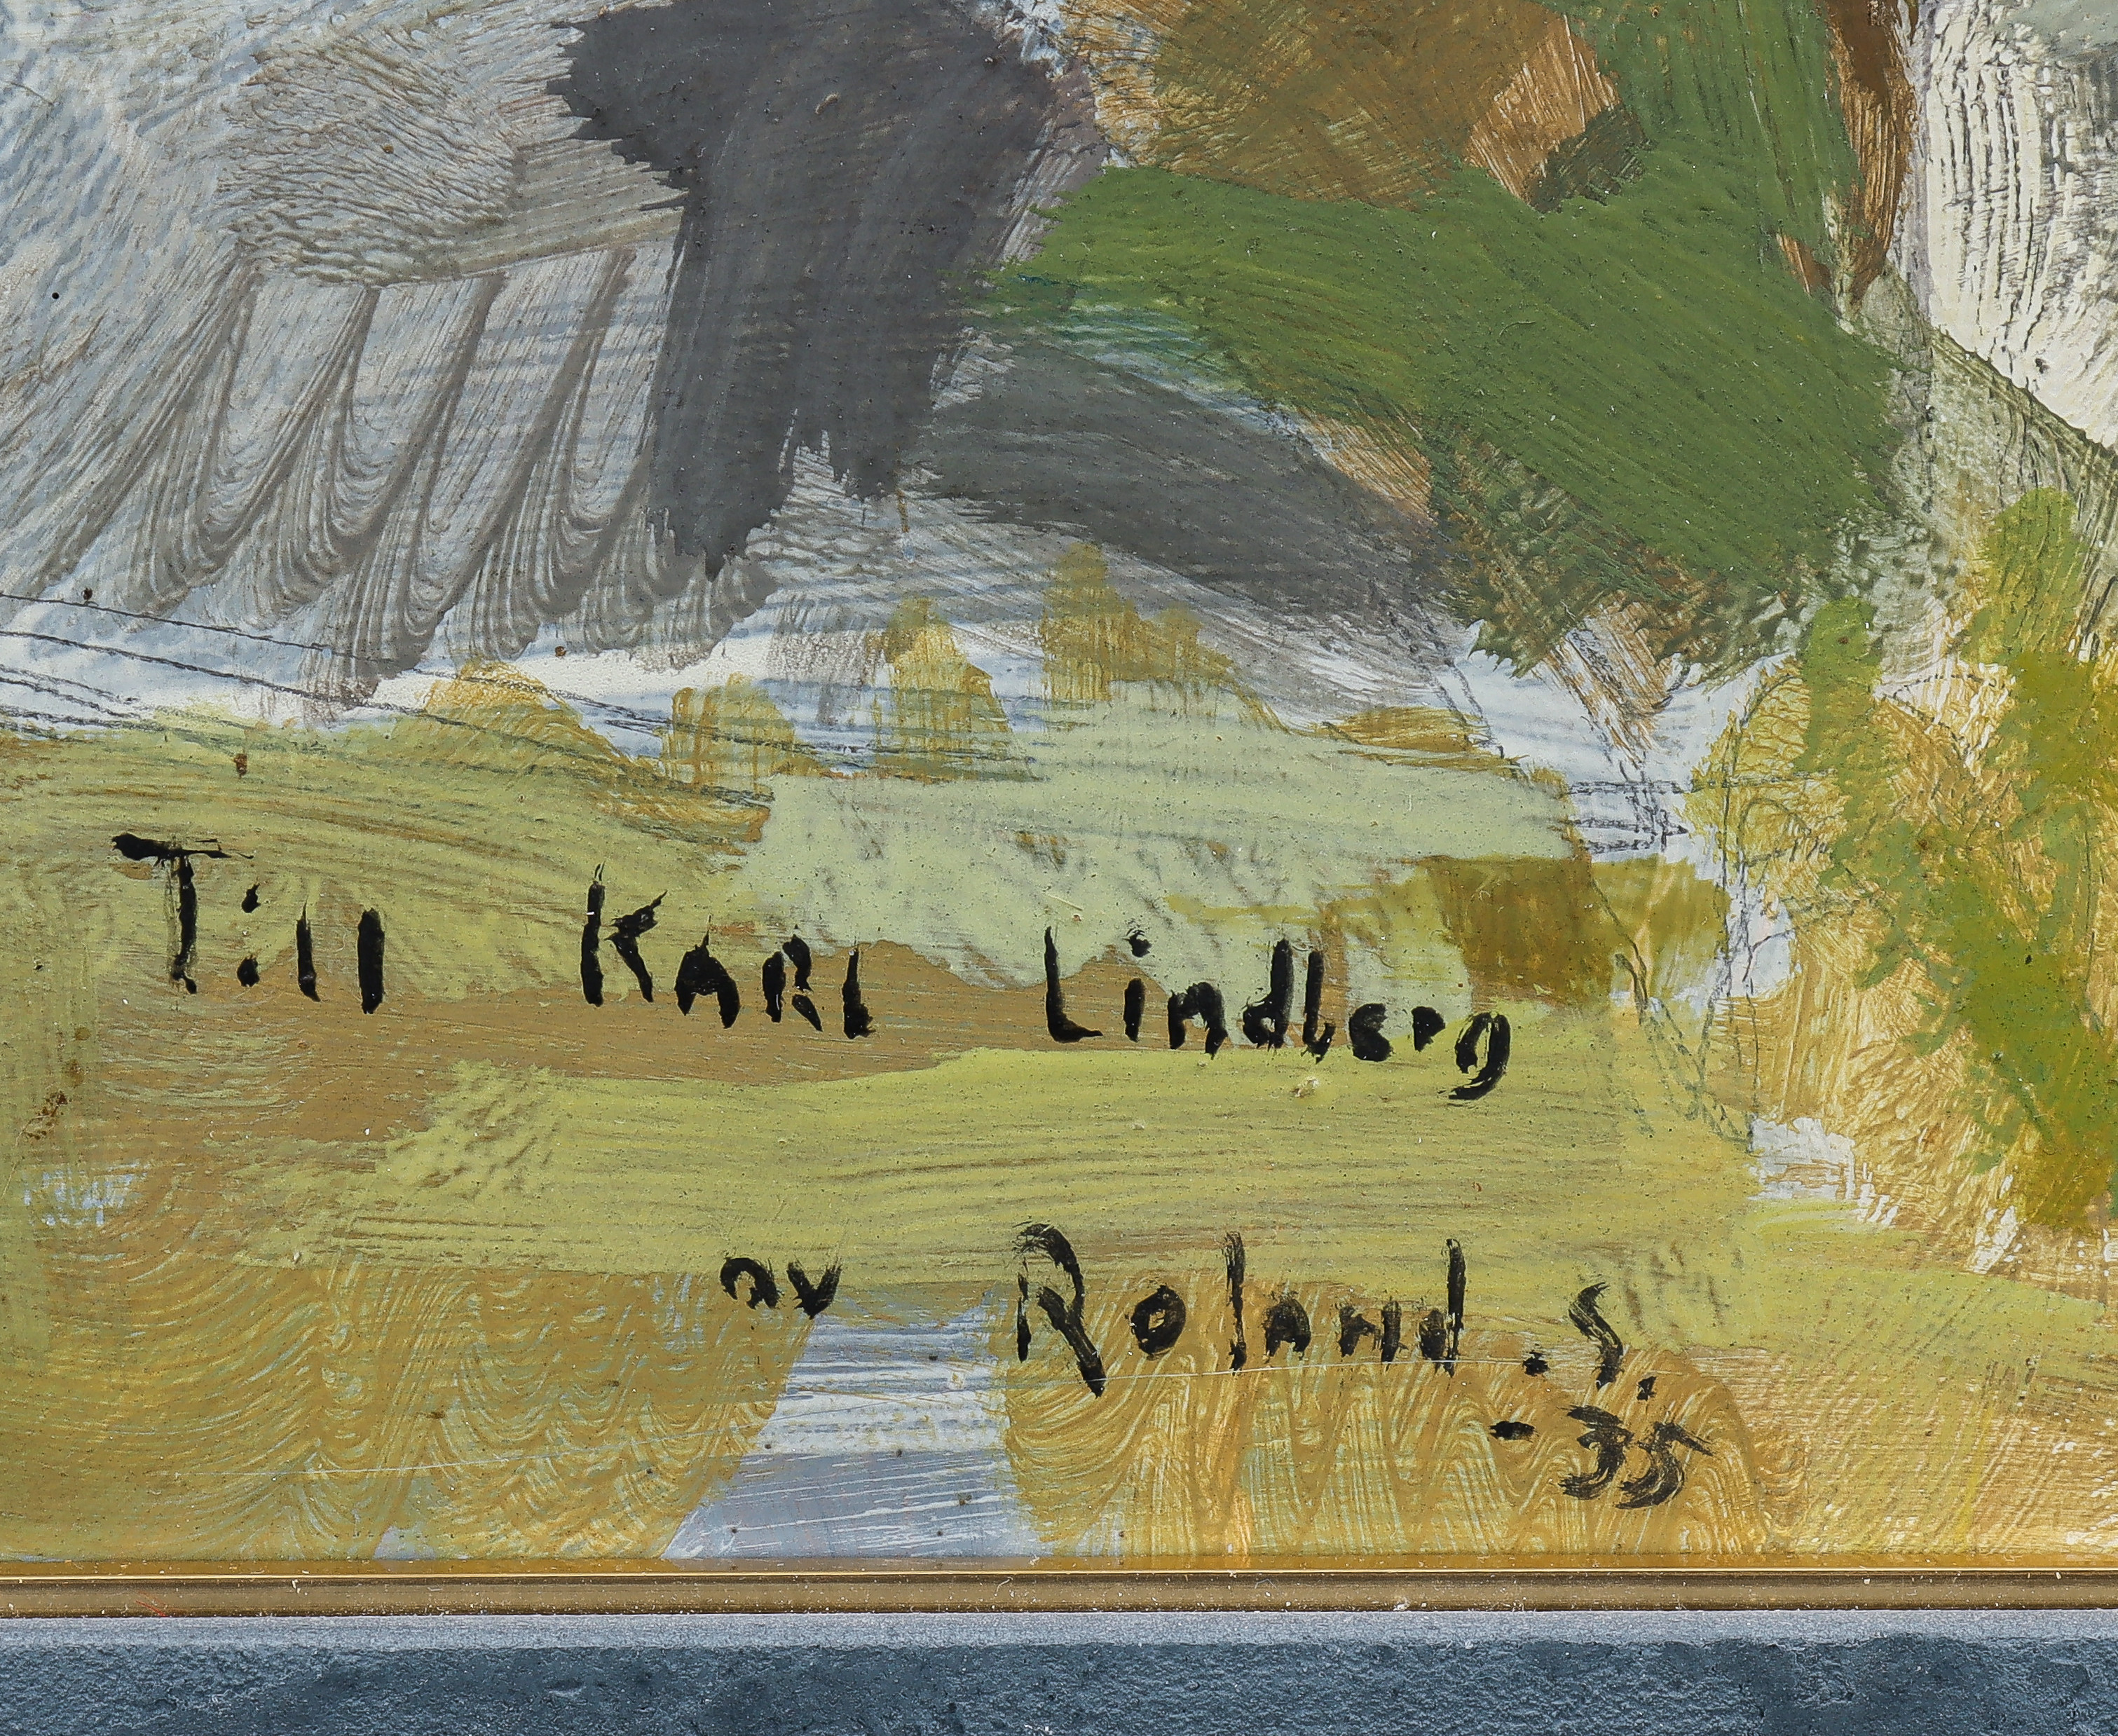 Till Karl Lindberg
av Roland. S.
- 35